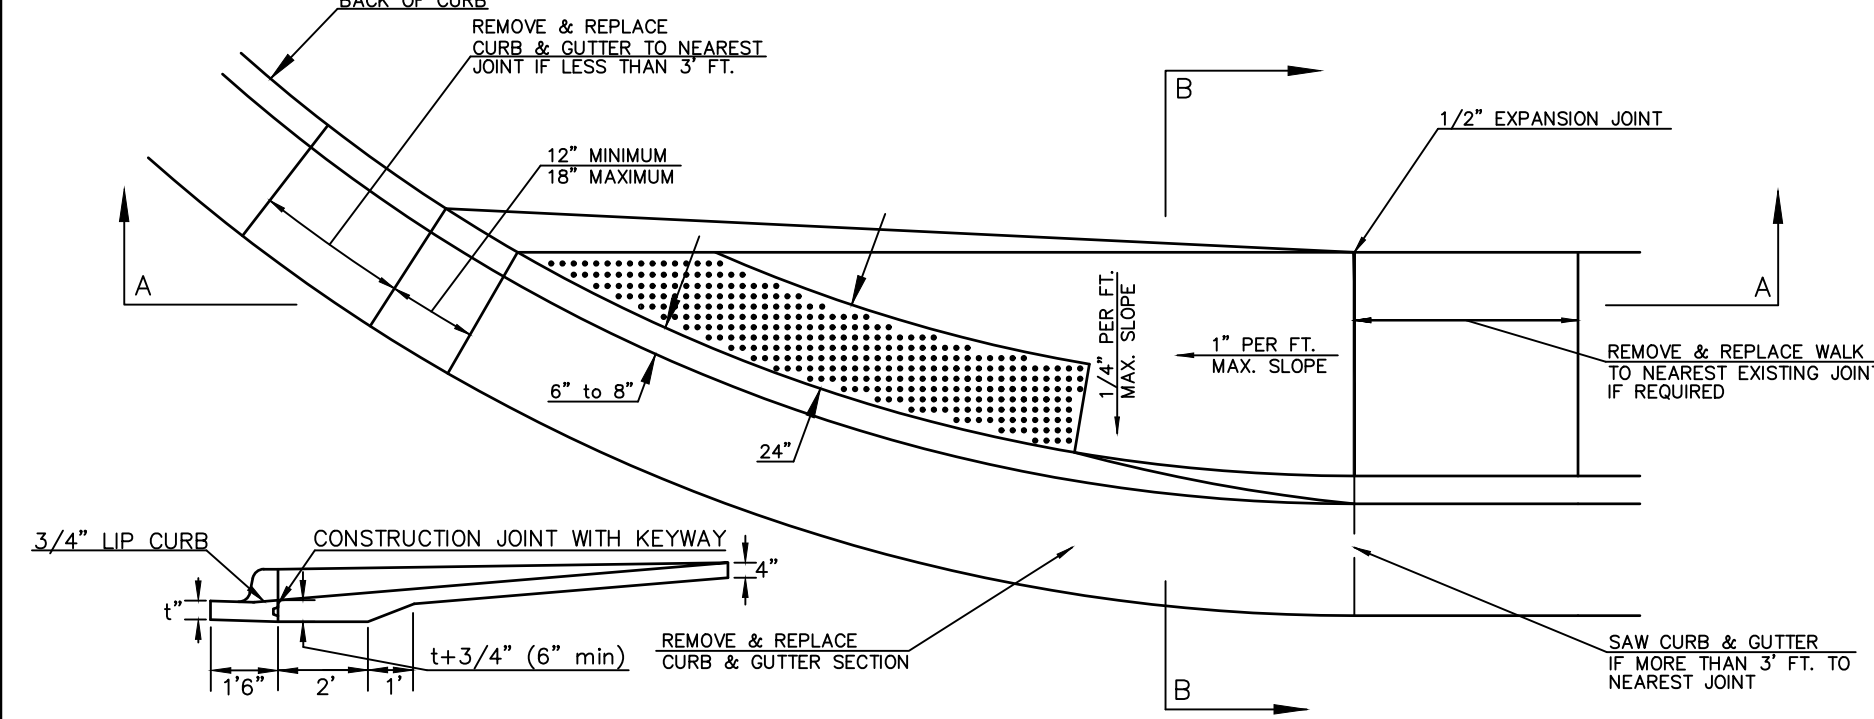 BACK OF CURB
REMOVE & REPLACE
CURB & GUTTER TO NEAREST
JOINT IF LESS THAN 3' FT.
12" MINIMUM
18" MAXIMUM
B
1/2" EXPANSION JOINT
A
A
1/4" PER FT.
MAX. SLOPE
1" PER FT.
MAX. SLOPE
REMOVE & REPLACE WALK
TO NEAREST EXISTING JOINT
IF REQUIRED
6" to 8"
24"
3/4" LIP CURB
CONSTRUCTION JOINT WITH KEYWAY
4"
t"
t+3/4" (6" min)
1'6"
2'
1'
REMOVE & REPLACE
CURB & GUTTER SECTION
SAW CURB & GUTTER
IF MORE THAN 3' FT. TO
NEAREST JOINT
B